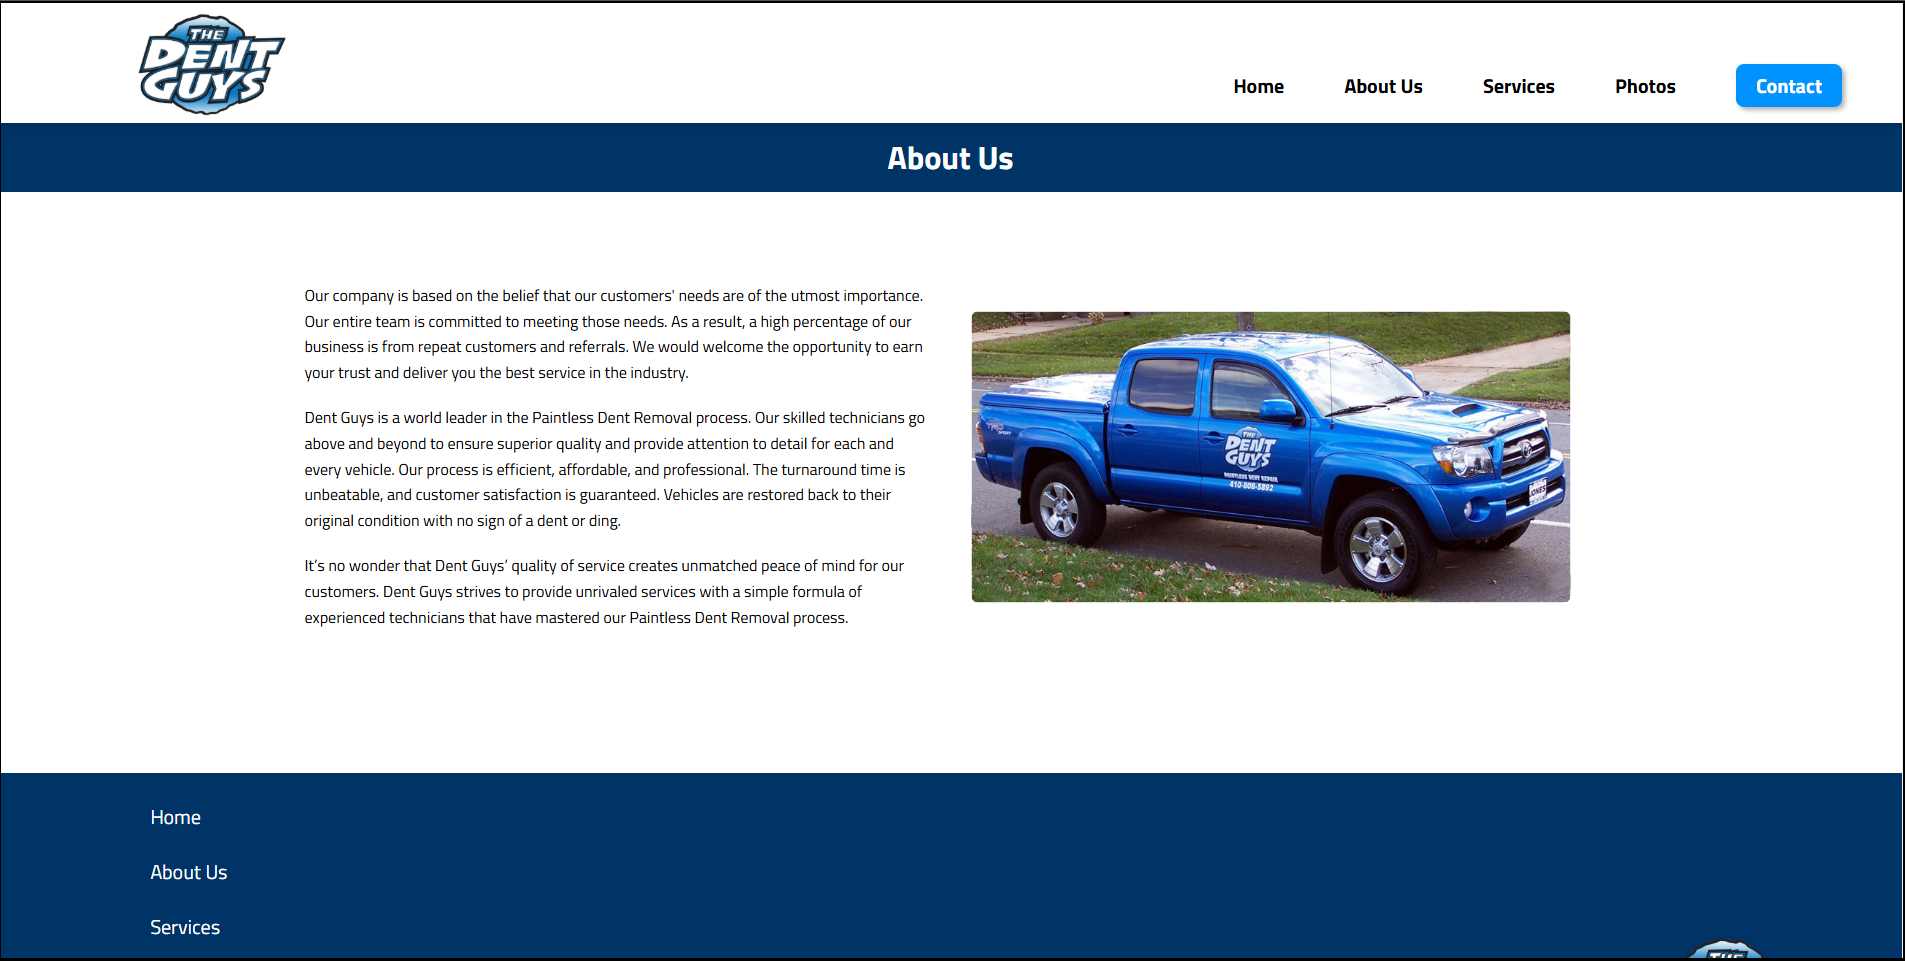 THE
DENT
GUYS
Home
About Us
Services
Photos
Contact
About Us
Our company is based on the belief that our customers' needs are of the utmost importance.
Our entire team is committed to meeting those needs. As a result, a high percentage of our
business is from repeat customers and referrals. We would welcome the opportunity to earn
your trust and deliver you the best service in the industry.
Dent Guys is a world leader in the Paintless Dent Removal process. Our skilled technicians go
above and beyond to ensure superior quality and provide attention to detail for each and
every vehicle. Our process is efficient, affordable, and professional. The turnaround time is
unbeatable, and customer satisfaction is guaranteed. Vehicles are restored back to their
original condition with no sign of a dent or ding.
It’s no wonder that Dent Guys’ quality of service creates unmatched peace of mind for our
customers. Dent Guys strives to provide unrivaled services with a simple formula of
experienced technicians that have mastered our Paintless Dent Removal process.
TRD
SPORT
THE
DENT
GUYS
PAINTLESS DENT REPAIR
410-808-3892
JONES
Home
About Us
Services
THE